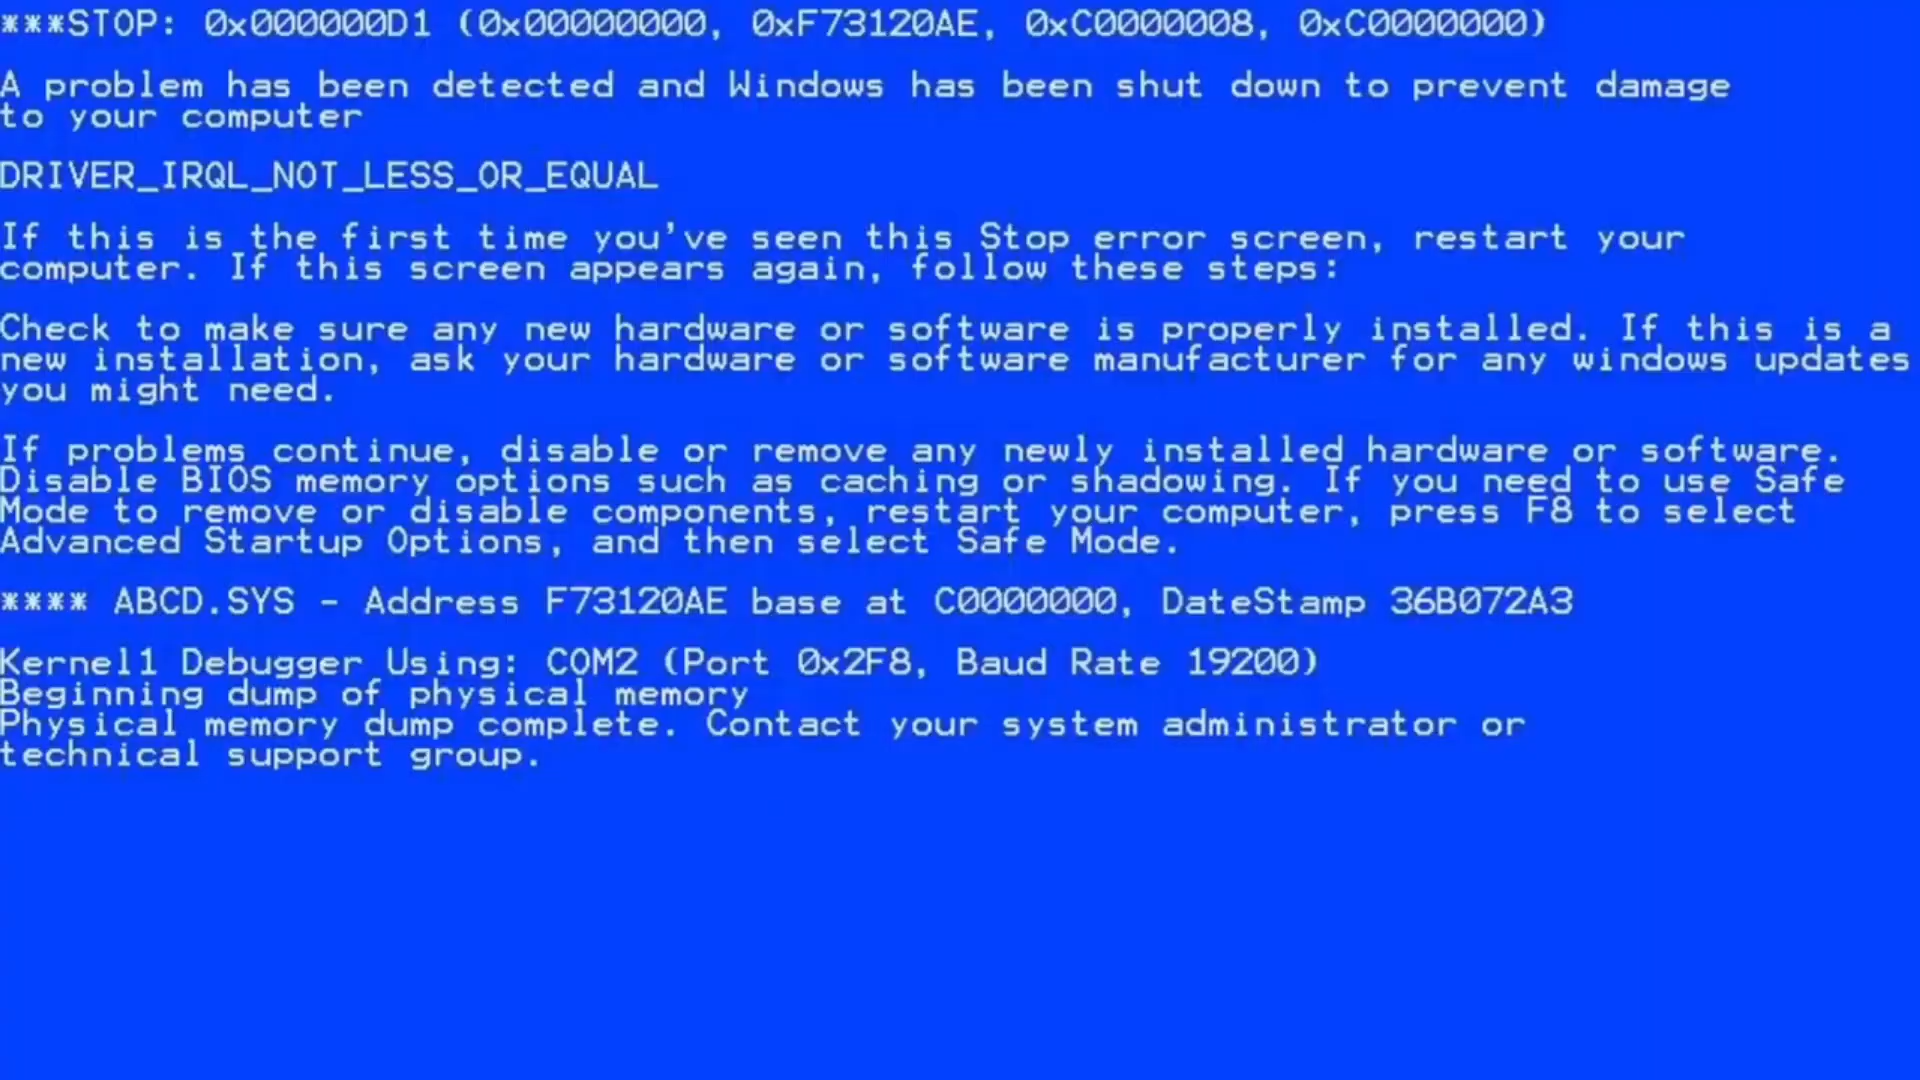 ***STOP: 0x000000D1 (0x00000000, 0xF73120AE, 0xC0000008, 0xC0000000)
A problem has been detected and Windows has been shut down to prevent damage
to your computer
DRIVER_IRQL_NOT_LESS_OR_EQUAL
If this is the first time you've seen this Stop error screen, restart your
computer. If this screen appears again, follow these steps:
Check to make sure any new hardware or software is properly installed. If this is a
new installation, ask your hardware or software manufacturer for any windows updates
you might need.
If problems continue, disable or remove any newly installed hardware or software.
Disable BIOS memory options such as caching or shadowing. If you need to use Safe
Mode to remove or disable components, restart your computer, press F8 to select
Advanced Startup Options, and then select Safe Mode.
**** ABCD.SYS - Address F73120AE base at C0000000, DateStamp 36B072A3
Kernel1 Debugger Using: COM2 (Port 0x2F8, Baud Rate 19200)
Beginning dump of physical memory
Physical memory dump complete. Contact your system administrator or
technical support group.